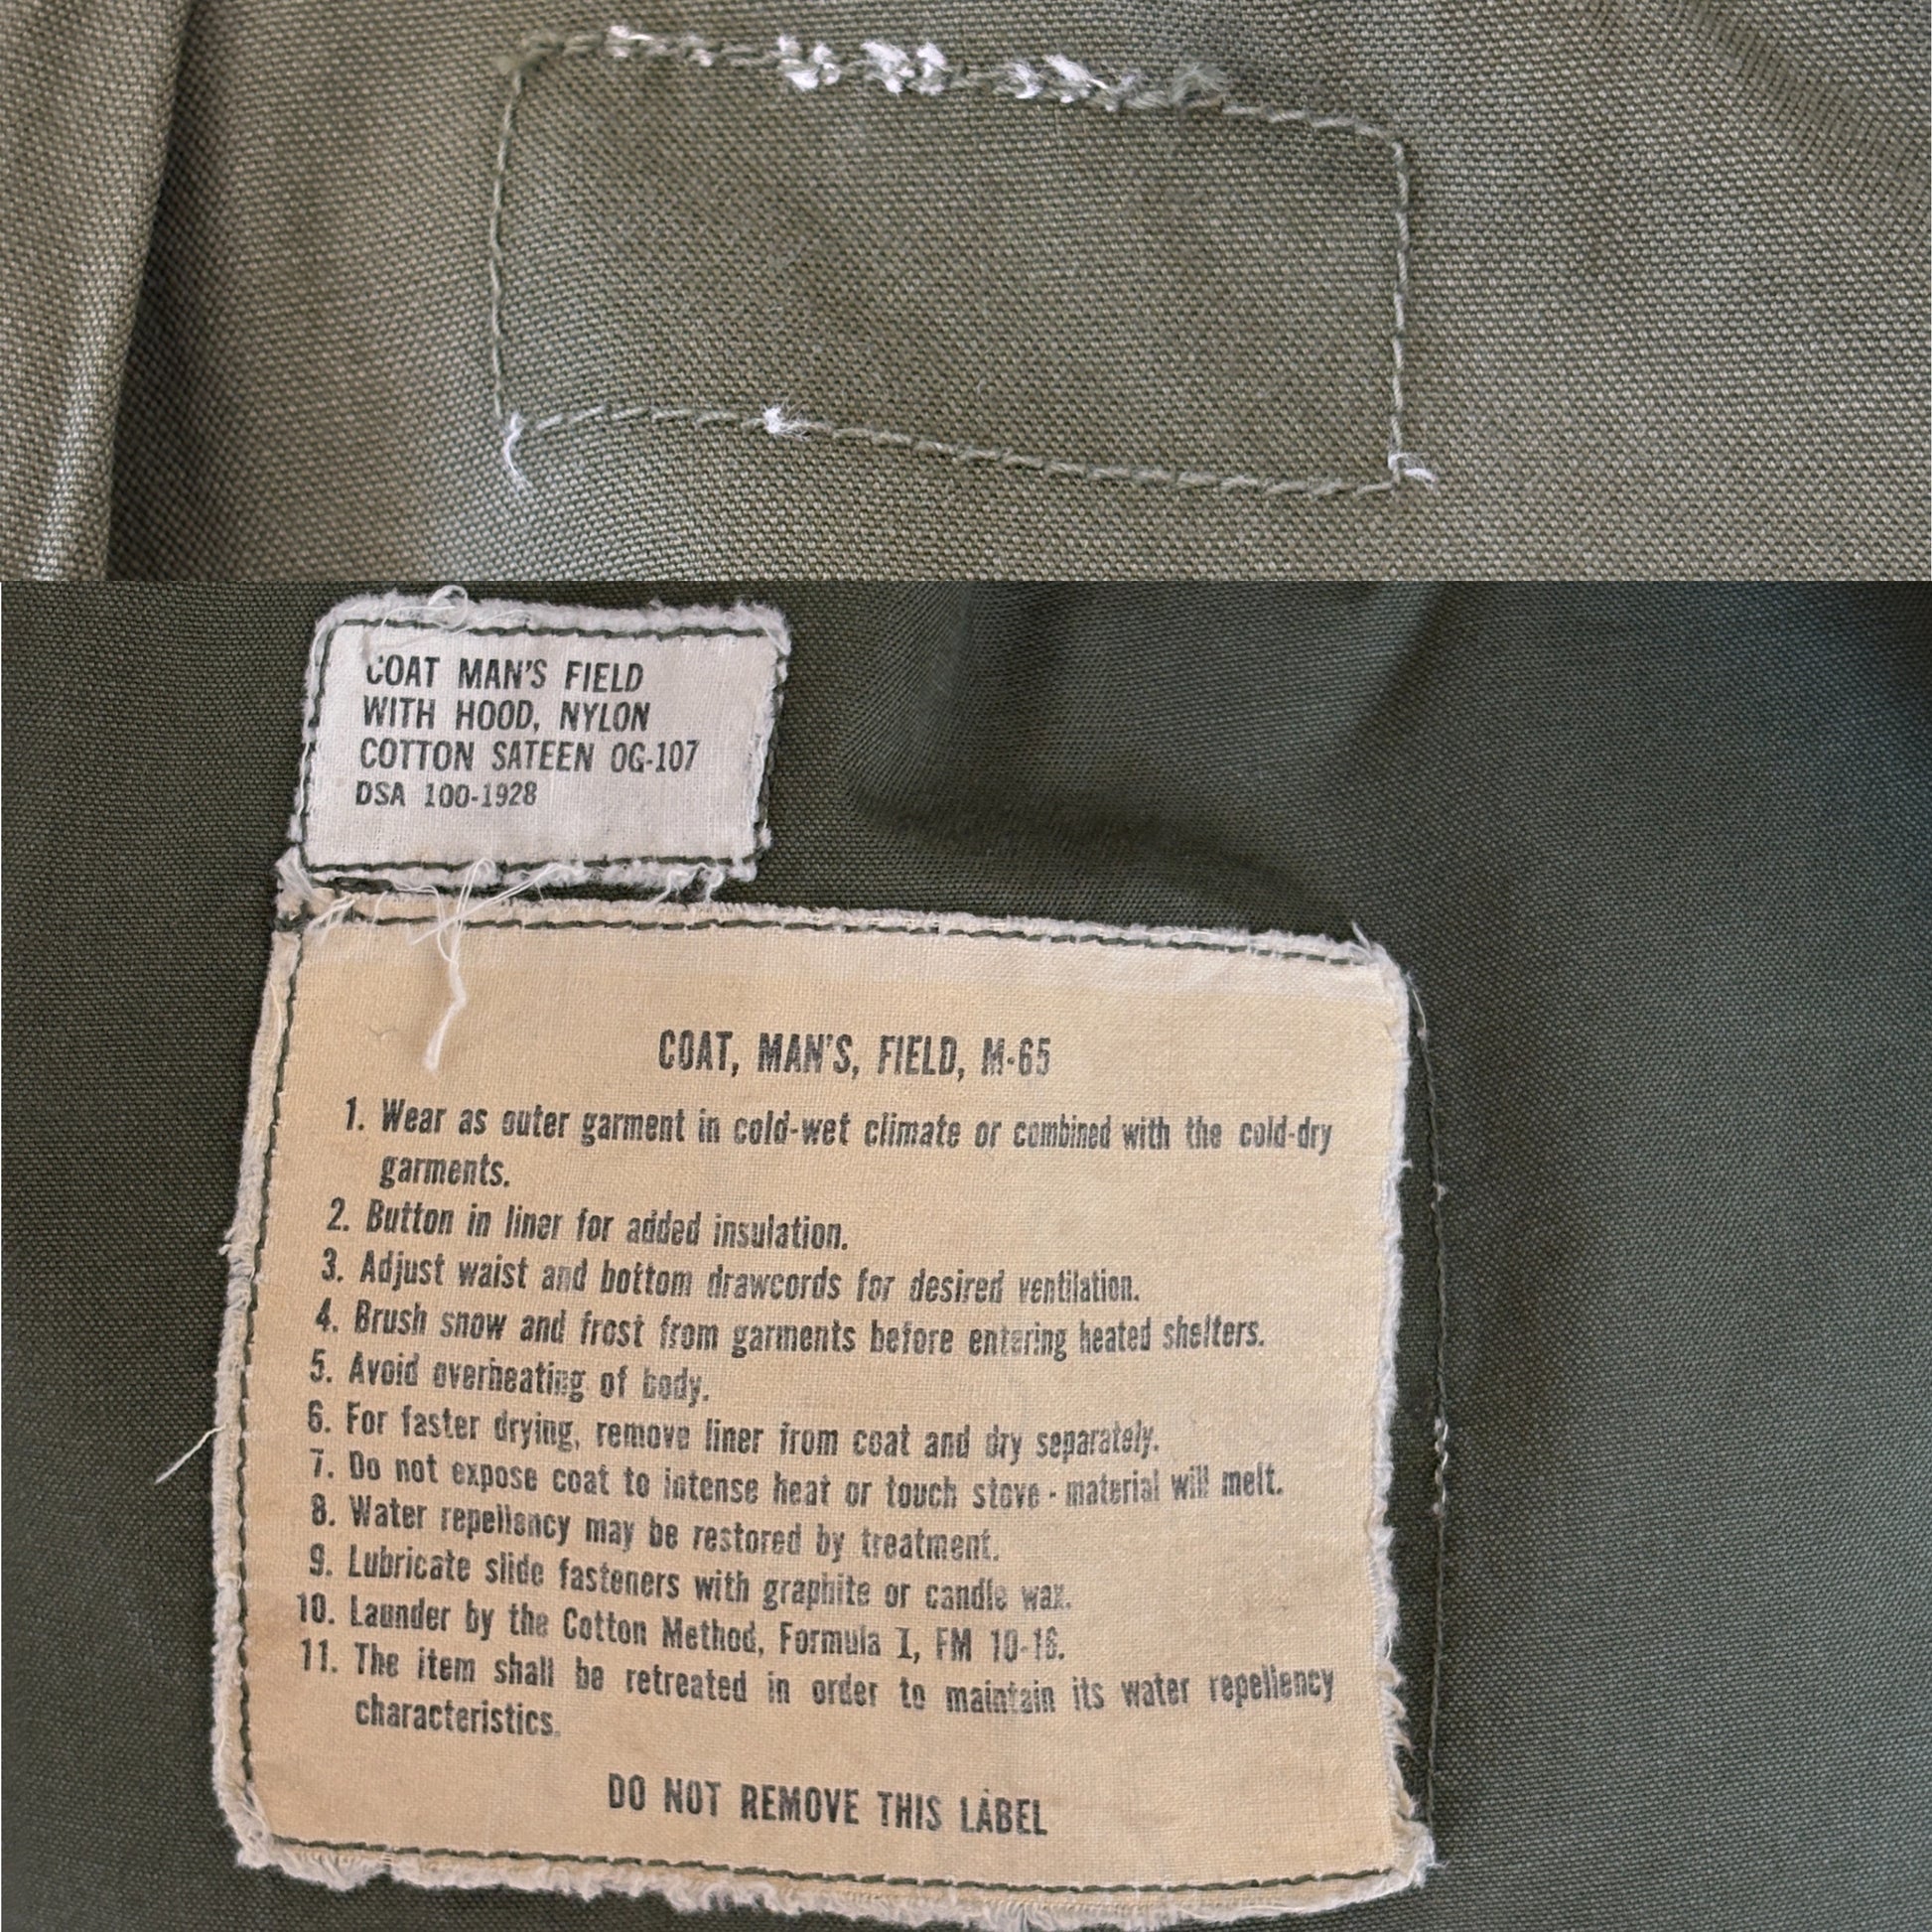 COAT MAN'S FIELD
WITH HOOD, NYLON
COTTON SATEEN OG-107
DSA 100-1928
COAT, MAN'S, FIELD, M-65
1. Wear as outer garment in cold-wet climate or combined with the cold-dry
garments.
2. Button in liner for added insulation.
3. Adjust waist and bottom drawcords for desired ventilation.
4. Brush snow and frost from garments before entering heated shelters.
5. Avoid overheating of body.
6. For faster drying, remove liner from coat and dry separately.
7. Do not expose coat to intense heat or touch stove - material will melt.
8. Water repellency may be restored by treatment.
9. Lubricate slide fasteners with graphite or candle wax.
10. Launder by the Cotton Method, Formula I, FM 10-16.
11. The item shall be retreated in order to maintain its water repellency
characteristics.
DO NOT REMOVE THIS LABEL